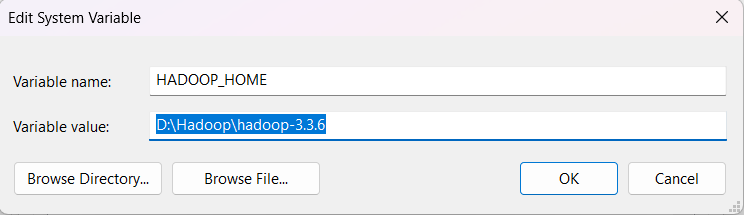 Edit System Variable
Variable name: HADOOP_HOME
Variable value: D:\Hadoop\hadoop-3.3.6
Browse Directory... Browse File... OK Cancel